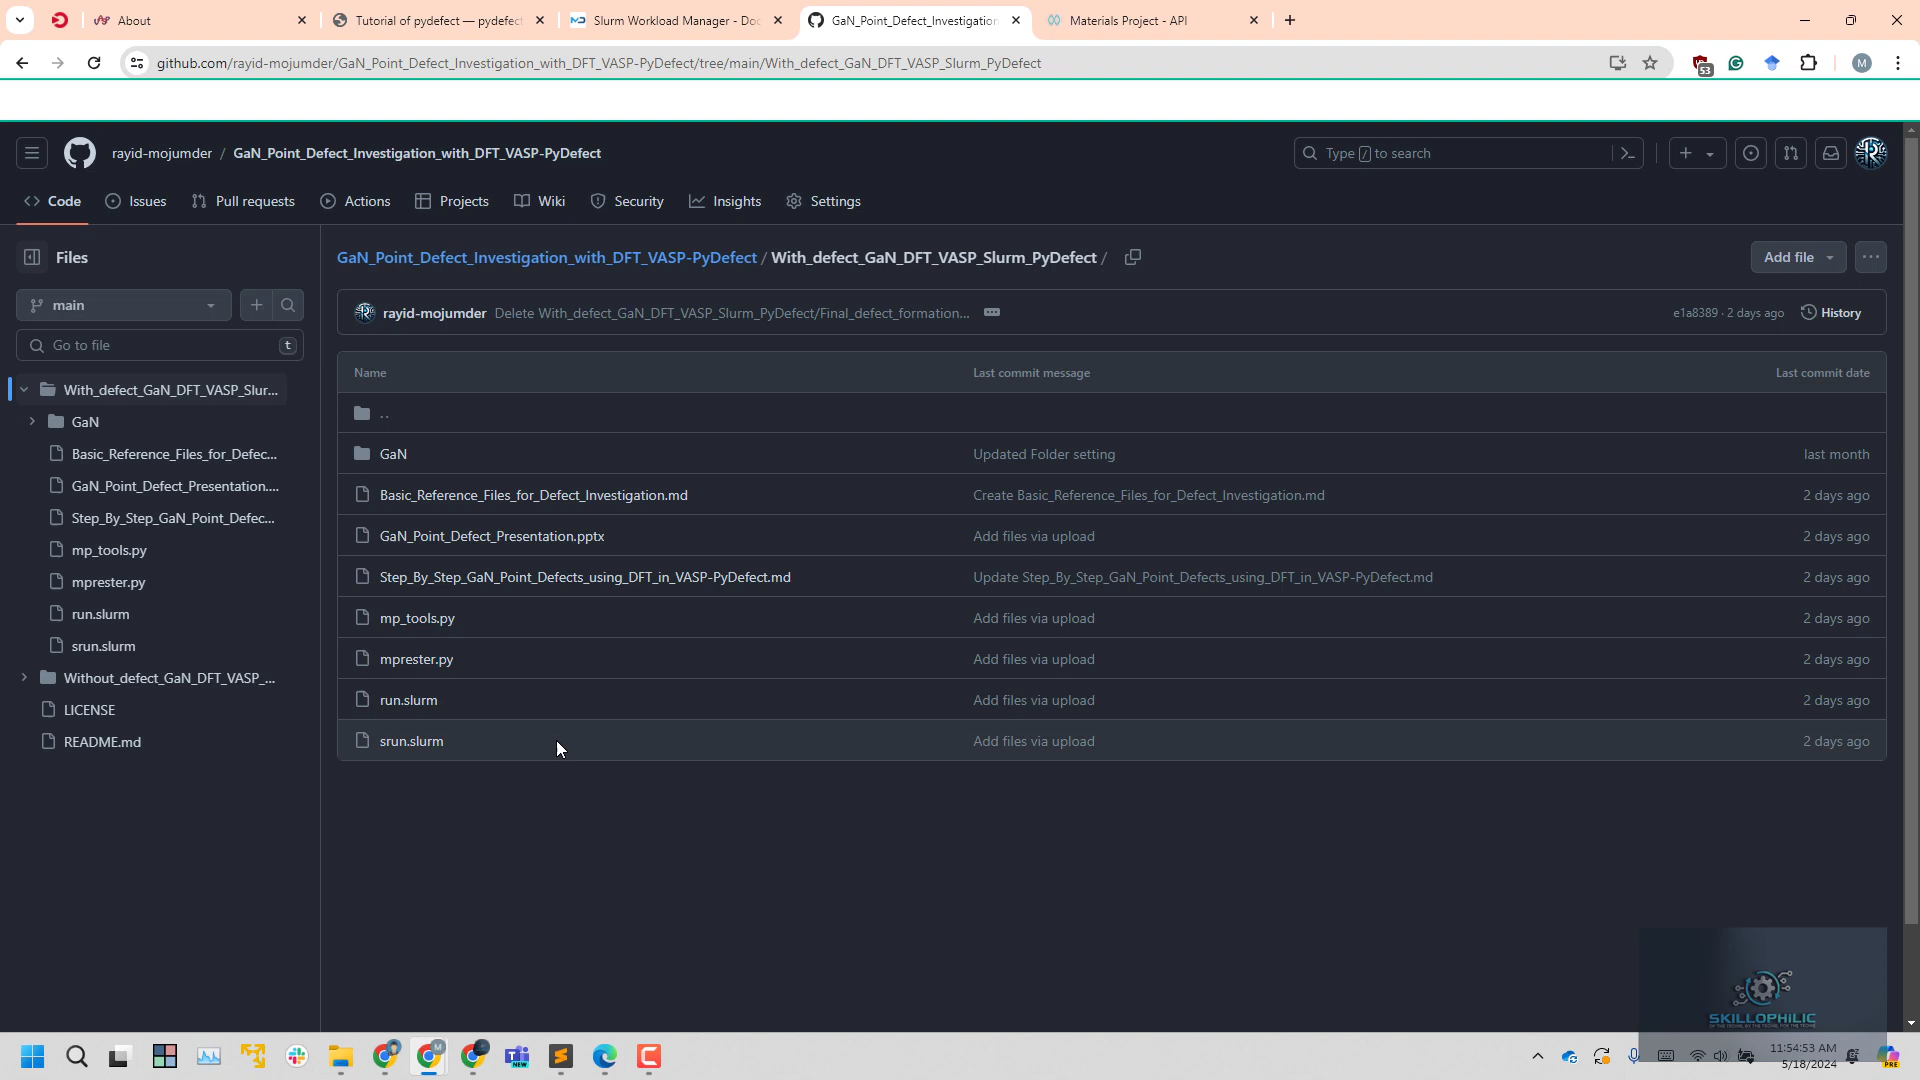 About
Tutorial of pydefect — pydefect
Slurm Workload Manager - Doc
GaN_Point_Defect_Investigation
Materials Project - API
github.com/rayid-mojumder/GaN_Point_Defect_Investigation_with_DFT_VASP-PyDefect/tree/main/With_defect_GaN_DFT_VASP_Slurm_PyDefect
53
M
rayid-mojumder / GaN_Point_Defect_Investigation_with_DFT_VASP-PyDefect
Type / to search
Code
Issues
Pull requests
Actions
Projects
Wiki
Security
Insights
Settings
Files
main
Go to file
t
With_defect_GaN_DFT_VASP_Slur...
GaN
Basic_Reference_Files_for_Defec...
GaN_Point_Defect_Presentation....
Step_By_Step_GaN_Point_Defec...
mp_tools.py
mprester.py
run.slurm
srun.slurm
Without_defect_GaN_DFT_VASP_...
LICENSE
README.md
GaN_Point_Defect_Investigation_with_DFT_VASP-PyDefect / With_defect_GaN_DFT_VASP_Slurm_PyDefect /
Add file
rayid-mojumder Delete With_defect_GaN_DFT_VASP_Slurm_PyDefect/Final_defect_formation...
e1a8389 · 2 days ago
History
Name Last commit message Last commit date
..
GaN Updated Folder setting last month
Basic_Reference_Files_for_Defect_Investigation.md Create Basic_Reference_Files_for_Defect_Investigation.md 2 days ago
GaN_Point_Defect_Presentation.pptx Add files via upload 2 days ago
Step_By_Step_GaN_Point_Defects_using_DFT_in_VASP-PyDefect.md Update Step_By_Step_GaN_Point_Defects_using_DFT_in_VASP-PyDefect.md 2 days ago
mp_tools.py Add files via upload 2 days ago
mprester.py Add files via upload 2 days ago
run.slurm Add files via upload 2 days ago
srun.slurm Add files via upload 2 days ago
SKILLOPHILIC
11:54:53 AM
5/18/2024